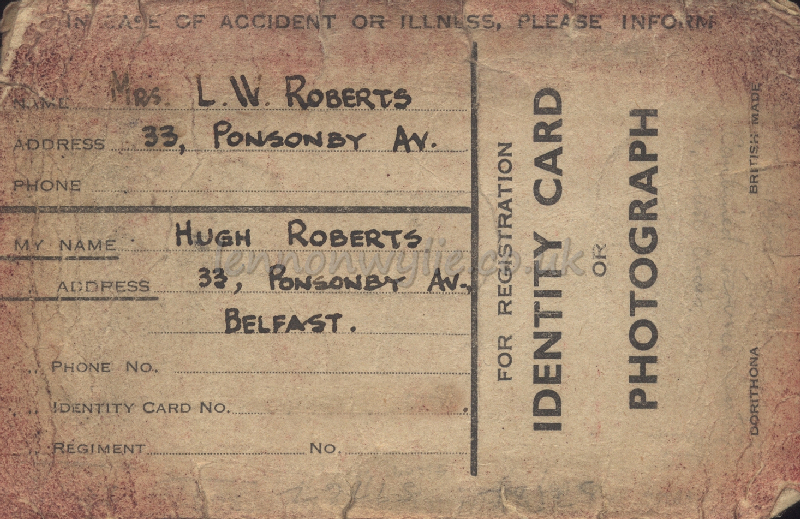 IN CASE OF ACCIDENT OR ILLNESS, PLEASE INFORM
NAME Mrs. L. W. ROBERTS
ADDRESS 33, PONSONBY AV.
PHONE
MY NAME HUGH ROBERTS
ADDRESS 33, PONSONBY AV.,
BELFAST.
PHONE NO.
IDENTITY CARD NO.
REGIMENT NO.
FOR REGISTRATION
IDENTITY CARD
OR
PHOTOGRAPH
DORITHONA BRITISH MADE
lennonwylie.co.uk